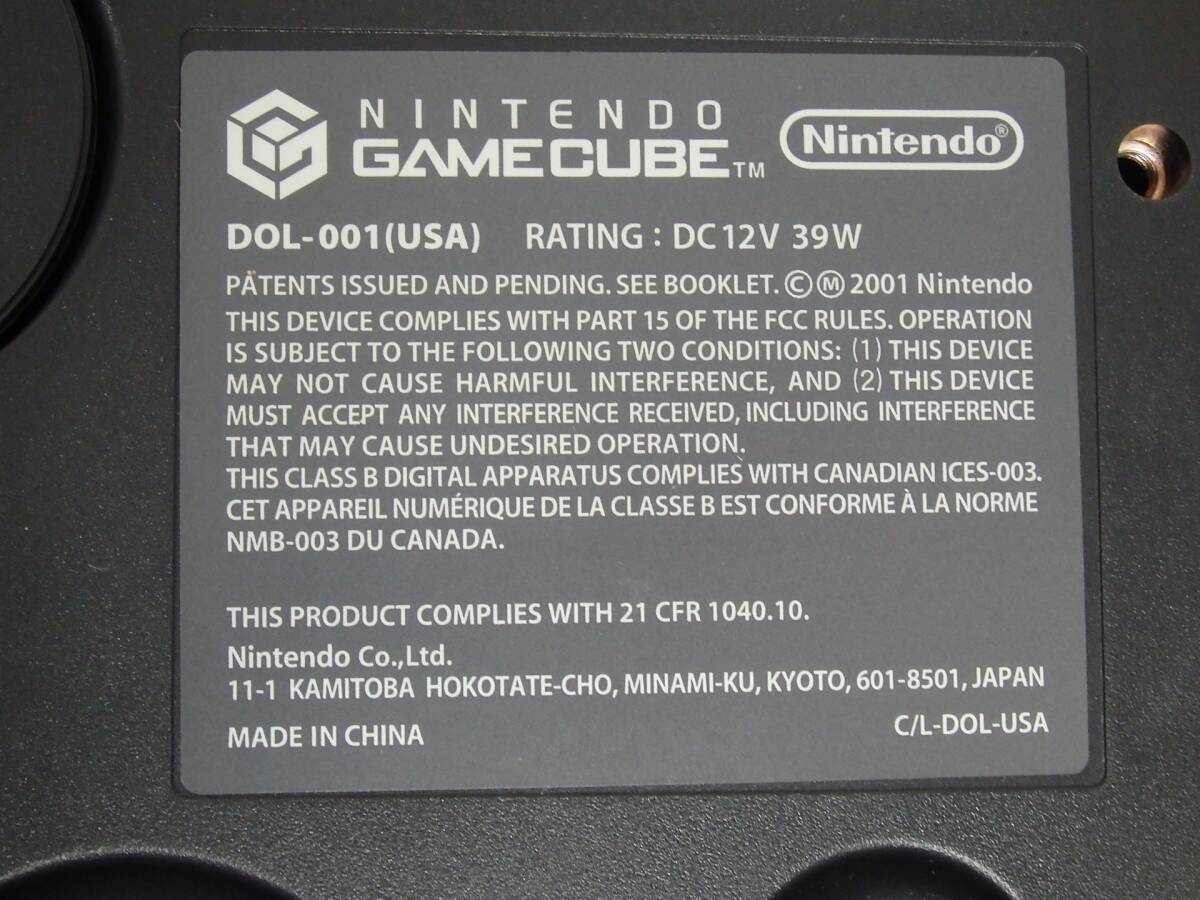 NINTENDO
GAMECUBE™
Nintendo®
DOL-001(USA) RATING : DC12V 39W
PATENTS ISSUED AND PENDING. SEE BOOKLET. ©Ⓜ 2001 Nintendo
THIS DEVICE COMPLIES WITH PART 15 OF THE FCC RULES. OPERATION
IS SUBJECT TO THE FOLLOWING TWO CONDITIONS: (1) THIS DEVICE
MAY NOT CAUSE HARMFUL INTERFERENCE, AND (2) THIS DEVICE
MUST ACCEPT ANY INTERFERENCE RECEIVED, INCLUDING INTERFERENCE
THAT MAY CAUSE UNDESIRED OPERATION.
THIS CLASS B DIGITAL APPARATUS COMPLIES WITH CANADIAN ICES-003.
CET APPAREIL NUMÉRIQUE DE LA CLASSE B EST CONFORME À LA NORME
NMB-003 DU CANADA.
THIS PRODUCT COMPLIES WITH 21 CFR 1040.10.
Nintendo Co.,Ltd.
11-1 KAMITOBA HOKOTATE-CHO, MINAMI-KU, KYOTO, 601-8501, JAPAN
MADE IN CHINA
C/L-DOL-USA